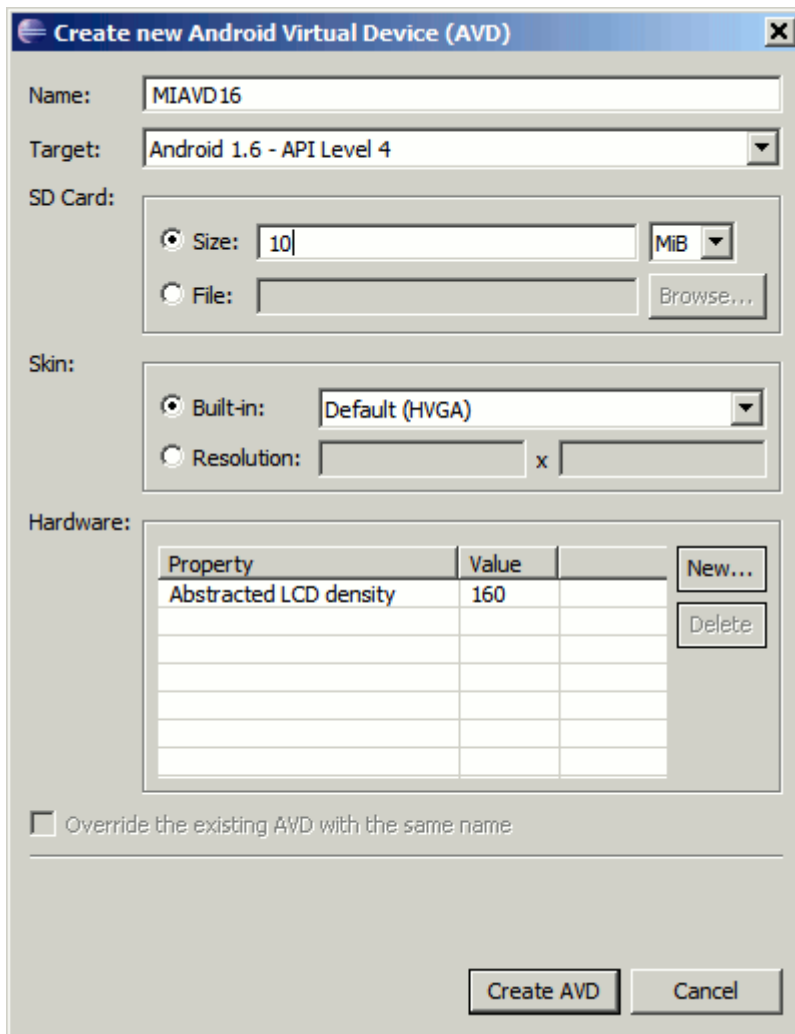 Create new Android Virtual Device (AVD)
Name: MIAVD16
Target: Android 1.6 - API Level 4
SD Card:
Size: 10 MiB
File: Browse...
Skin:
Built-in: Default (HVGA)
Resolution: x
Hardware:
Property Value New...
Abstracted LCD density 160
Delete
Override the existing AVD with the same name
Create AVD Cancel